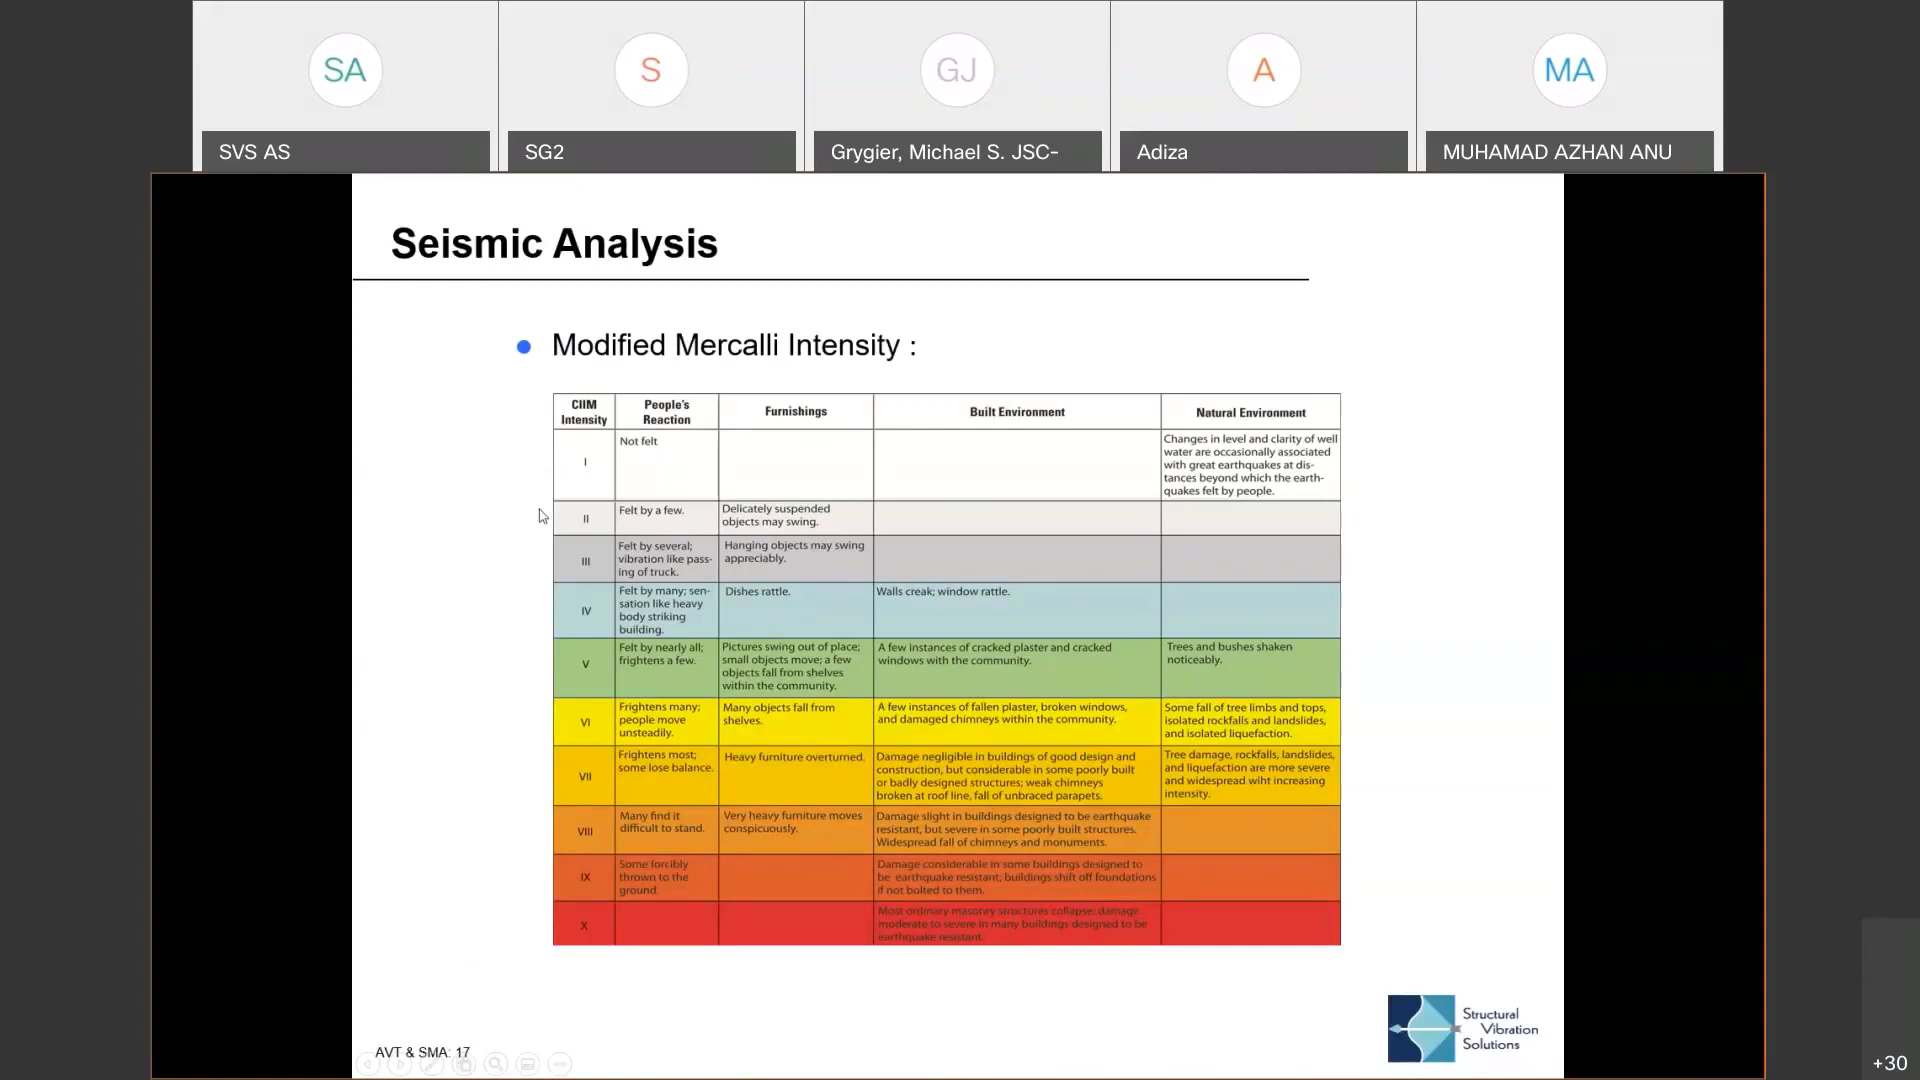 SA
S
GJ
A
MA
SVS AS
SG2
Grygier, Michael S. JSC-
Adiza
MUHAMAD AZHAN ANU
Seismic Analysis
Modified Mercalli Intensity :
CIIM
Intensity
People's
Reaction
Furnishings
Built Environment
Natural Environment
I
Not felt
Changes in level and clarity of well
water are occasionally associated
with great earthquakes at dis-
tances beyond which the earth-
quakes felt by people.
II
Felt by a few.
Delicately suspended
objects may swing.
III
Felt by several;
vibration like pass-
ing of truck.
Hanging objects may swing
appreciably.
IV
Felt by many; sen-
sation like heavy
body striking
building.
Dishes rattle.
Walls creak; window rattle.
V
Felt by nearly all;
frightens a few.
Pictures swing out of place;
small objects move; a few
objects fall from shelves
within the community.
A few instances of cracked plaster and cracked
windows with the community.
Trees and bushes shaken
noticeably.
VI
Frightens many;
people move
unsteadily.
Many objects fall from
shelves.
A few instances of fallen plaster, broken windows,
and damaged chimneys within the community.
Some fall of tree limbs and tops,
isolated rockfalls and landslides,
and isolated liquefaction.
VII
Frightens most;
some lose balance.
Heavy furniture overturned.
Damage negligible in buildings of good design and
construction, but considerable in some poorly built
or badly designed structures; weak chimneys
broken at roof line, fall of unbraced parapets.
Tree damage, rockfalls, landslides,
and liquefaction are more severe
and widespread wiht increasing
intensity.
VIII
Many find it
difficult to stand.
Very heavy furniture moves
conspicuously.
Damage slight in buildings designed to be earthquake
resistant, but severe in some poorly built structures.
Widespread fall of chimneys and monuments.
IX
Some forcibly
thrown to the
ground.
Damage considerable in some buildings designed to
be earthquake resistant; buildings shift off foundations
if not bolted to them.
X
Most ordinary masonry structures collapse; damage
moderate to severe in many buildings designed to be
earthquake resistant.
Structural
Vibration
Solutions
AVT & SMA: 17
+30